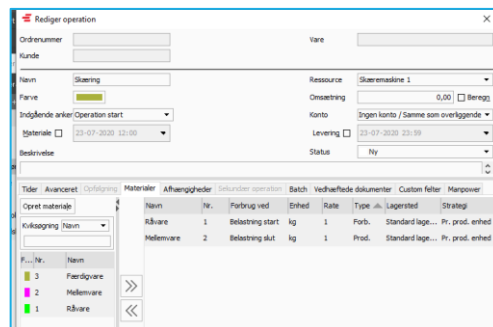 Rediger operation
Ordrenummer Vare
Kunde
Navn Skæring Ressource Skæremaskine 1
Farve Omsætning 0,00 Beregn
Indgående anker Operation start Konto Ingen konto / Samme som overliggende
Materiale 23-07-2020 12:00 Levering 23-07-2020 23:59
Beskrivelse Status Ny
Tider Avanceret Opfølgning Materialer Afhængigheder Sekundær operation Batch Vedhæftede dokumenter Custom felter Manpower
Opret materiale Navn Nr. Forbrug ved Enhed Rate Type Lagersted Strategi
Kviksøgning Navn Råvare 1 Belastning start kg 1 Forb. Standard lage... Pr. prod. enhed
Mellemvare 2 Belastning slut kg 1 Prod. Standard lage... Pr. prod. enhed
F... Nr. Navn
3 Færdigvare
2 Mellemvare
1 Råvare